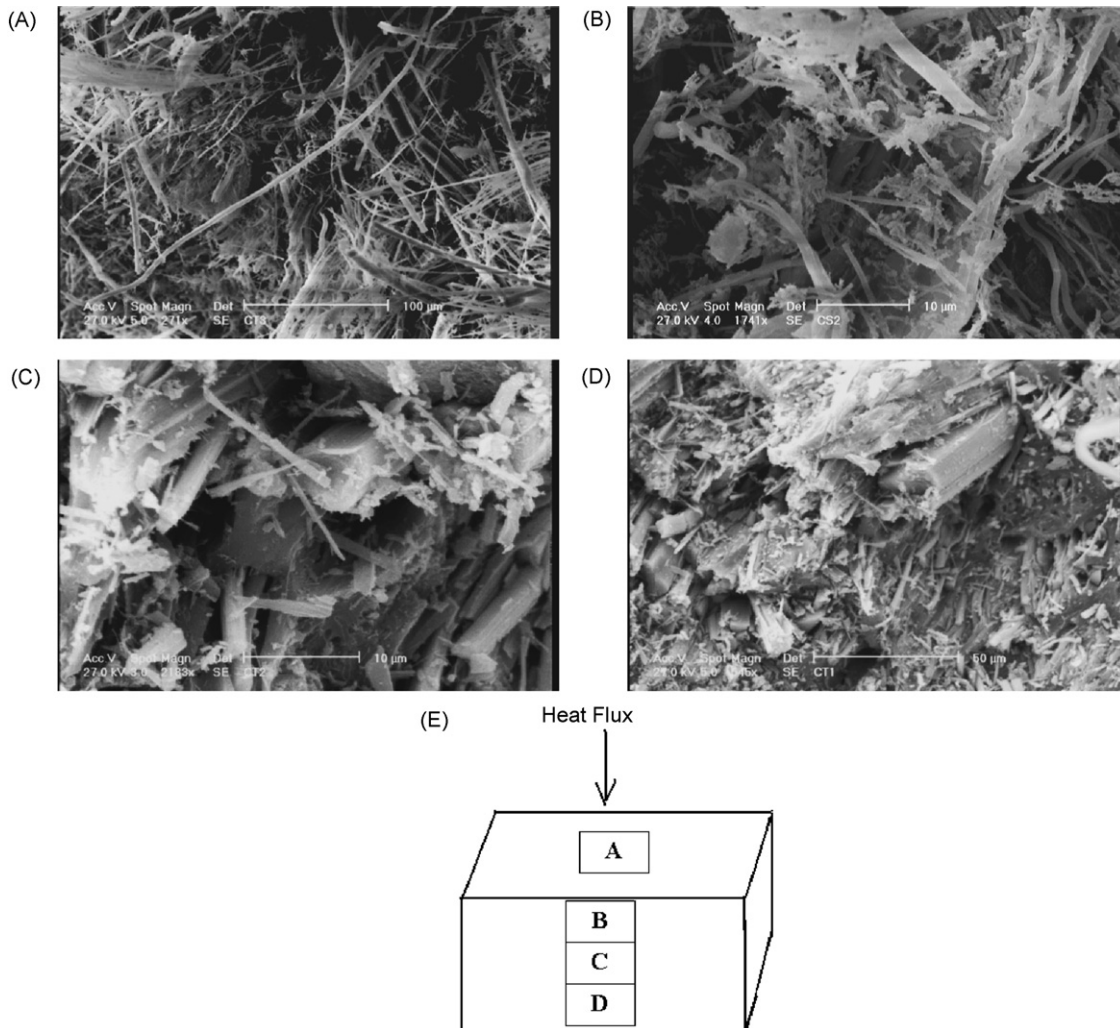 (A)
Acc.V Spot Magn Det 100 µm
27.0 kV 5.0 271x SE CT3
(B)
Acc.V Spot Magn Det 10 µm
27.0 kV 4.0 1741x SE CS2
(C)
Acc.V Spot Magn Det 10 µm
27.0 kV 3.0 2183x SE CT2
(D)
Acc.V Spot Magn Det 50 µm
kV 5.0 SE CT1
(E)
Heat Flux
A
B
C
D